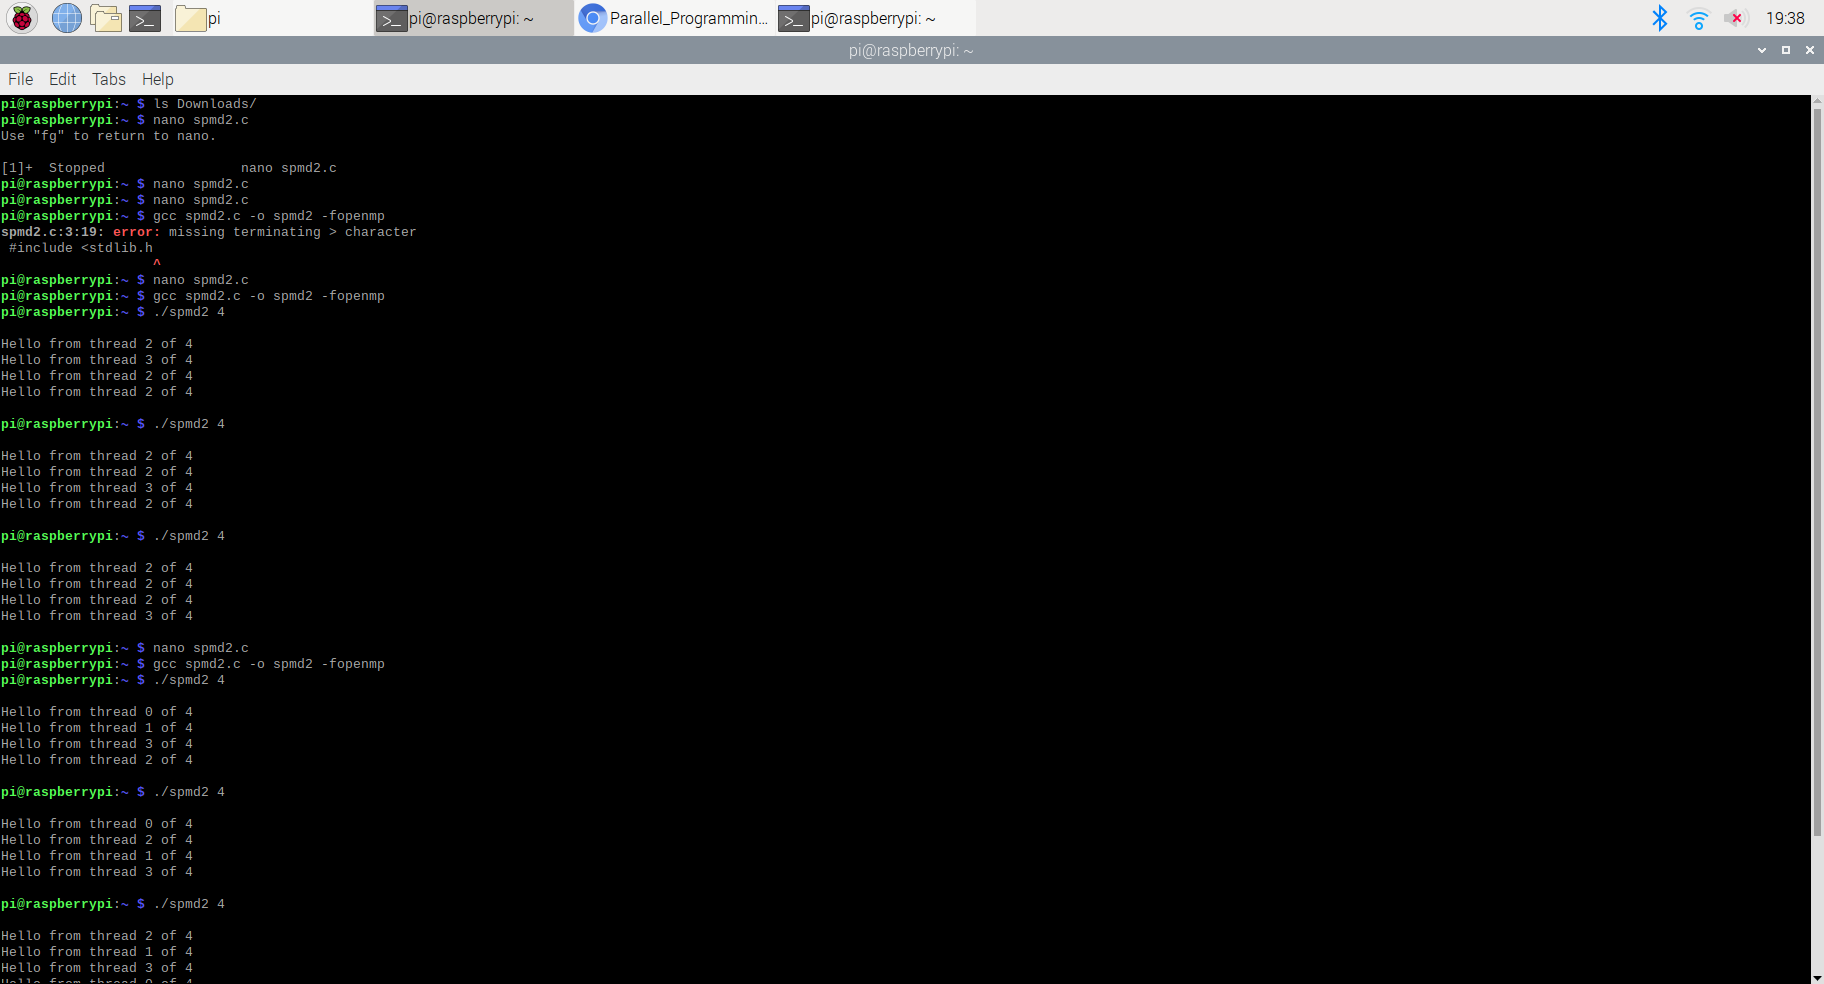 pi
pi@raspberrypi: ~
Parallel_Programmin...
pi@raspberrypi: ~
19:38
pi@raspberrypi: ~
File Edit Tabs Help
pi@raspberrypi:~ $ ls Downloads/
pi@raspberrypi:~ $ nano spmd2.c
Use "fg" to return to nano.
[1]+  Stopped                 nano spmd2.c
pi@raspberrypi:~ $ nano spmd2.c
pi@raspberrypi:~ $ nano spmd2.c
pi@raspberrypi:~ $ gcc spmd2.c -o spmd2 -fopenmp
spmd2.c:3:19: error: missing terminating > character
 #include <stdlib.h
                   ^
pi@raspberrypi:~ $ nano spmd2.c
pi@raspberrypi:~ $ gcc spmd2.c -o spmd2 -fopenmp
pi@raspberrypi:~ $ ./spmd2 4
Hello from thread 2 of 4
Hello from thread 3 of 4
Hello from thread 2 of 4
Hello from thread 2 of 4
pi@raspberrypi:~ $ ./spmd2 4
Hello from thread 2 of 4
Hello from thread 2 of 4
Hello from thread 3 of 4
Hello from thread 2 of 4
pi@raspberrypi:~ $ ./spmd2 4
Hello from thread 2 of 4
Hello from thread 2 of 4
Hello from thread 2 of 4
Hello from thread 3 of 4
pi@raspberrypi:~ $ nano spmd2.c
pi@raspberrypi:~ $ gcc spmd2.c -o spmd2 -fopenmp
pi@raspberrypi:~ $ ./spmd2 4
Hello from thread 0 of 4
Hello from thread 1 of 4
Hello from thread 3 of 4
Hello from thread 2 of 4
pi@raspberrypi:~ $ ./spmd2 4
Hello from thread 0 of 4
Hello from thread 2 of 4
Hello from thread 1 of 4
Hello from thread 3 of 4
pi@raspberrypi:~ $ ./spmd2 4
Hello from thread 2 of 4
Hello from thread 1 of 4
Hello from thread 3 of 4
Hello from thread 0 of 4